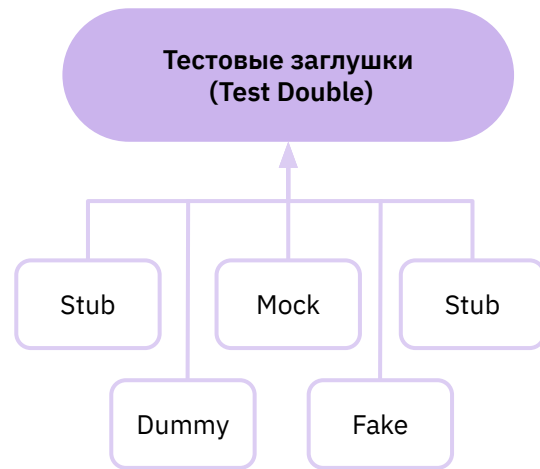 Тестовые заглушки
(Test Double)
Stub
Mock
Stub
Dummy
Fake